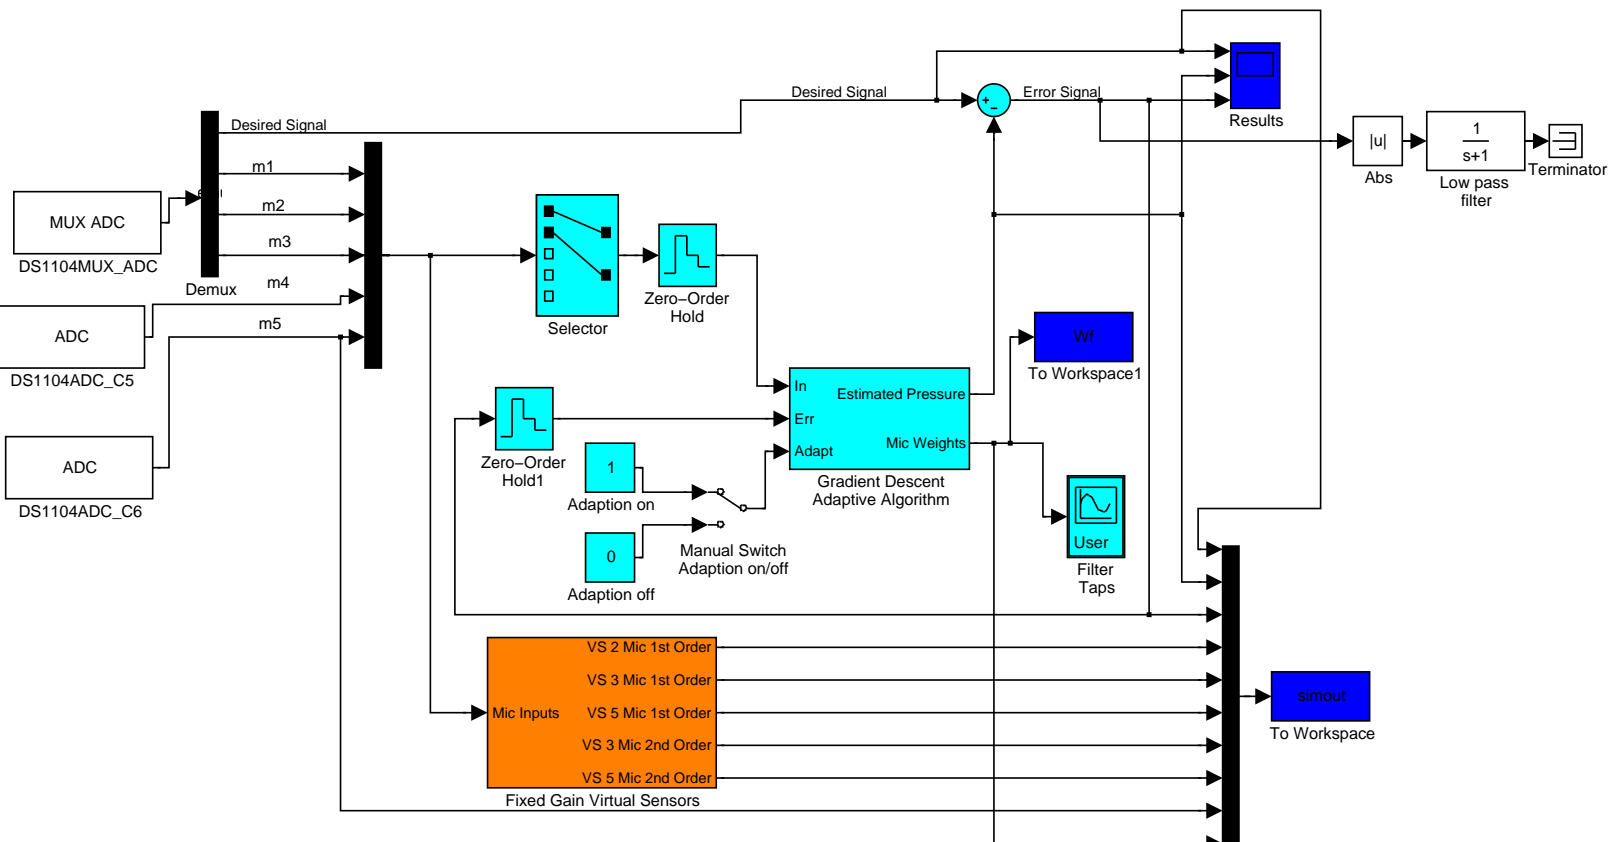 Desired Signal
Error Signal
Results
Desired Signal
|u|
Abs
1
s+1
Low pass
filter
Terminator
m1
m2
m3
m4
m5
MUX ADC
DS1104MUX_ADC
Demux
ADC
DS1104ADC_C5
ADC
DS1104ADC_C6
Selector
Zero−Order
Hold
Wf
To Workspace1
In
Err
Adapt
Estimated Pressure
Mic Weights
Gradient Descent
Adaptive Algorithm
Zero−Order
Hold1
1
Adaption on
0
Adaption off
Manual Switch
Adaption on/off
User
Filter
Taps
Mic Inputs
VS 2 Mic 1st Order
VS 3 Mic 1st Order
VS 5 Mic 1st Order
VS 3 Mic 2nd Order
VS 5 Mic 2nd Order
Fixed Gain Virtual Sensors
simout
To Workspace